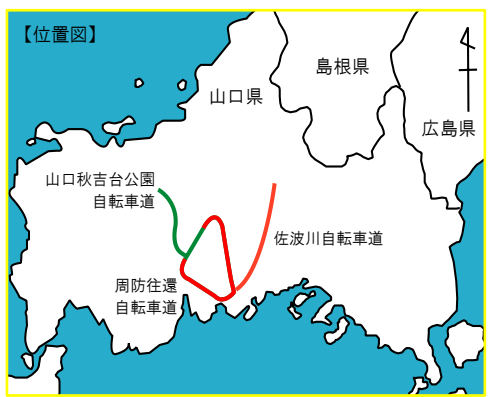 【位置図】
島根県
山口県
広島県
山口秋吉台公園
自転車道
佐波川自転車道
周防往還
自転車道